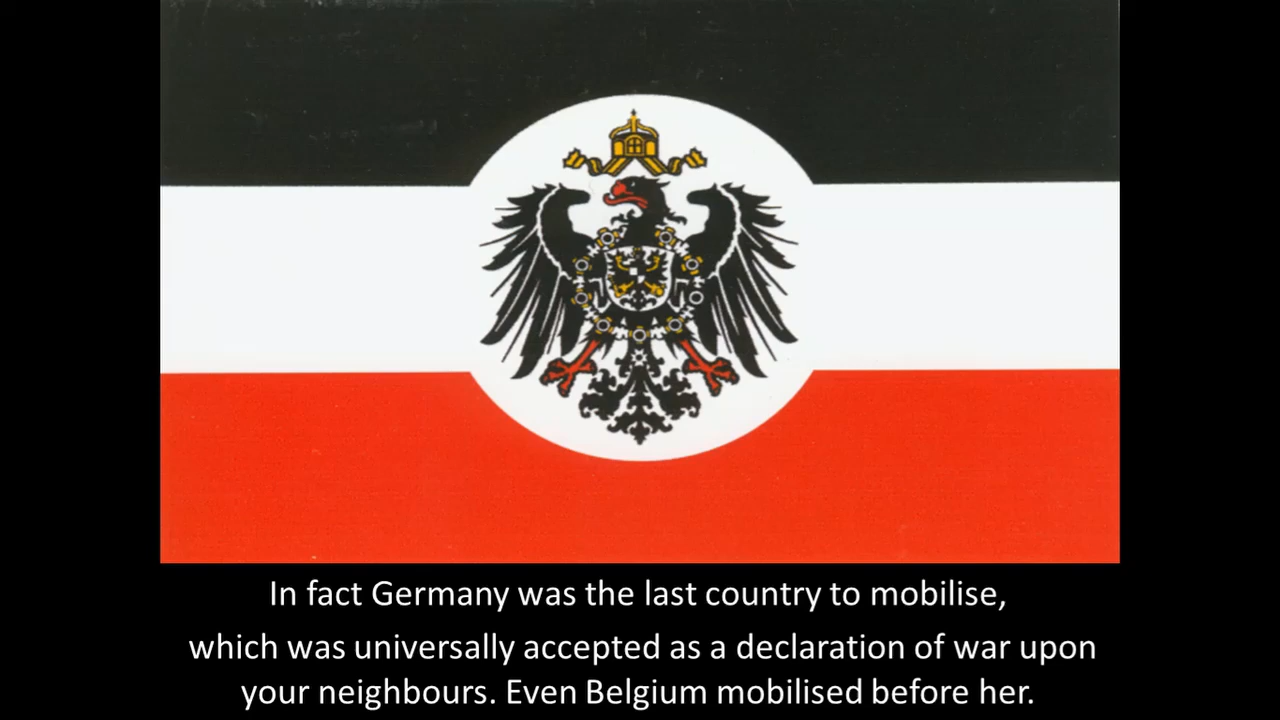 In fact Germany was the last country to mobilise,
which was universally accepted as a declaration of war upon
your neighbours. Even Belgium mobilised before her.